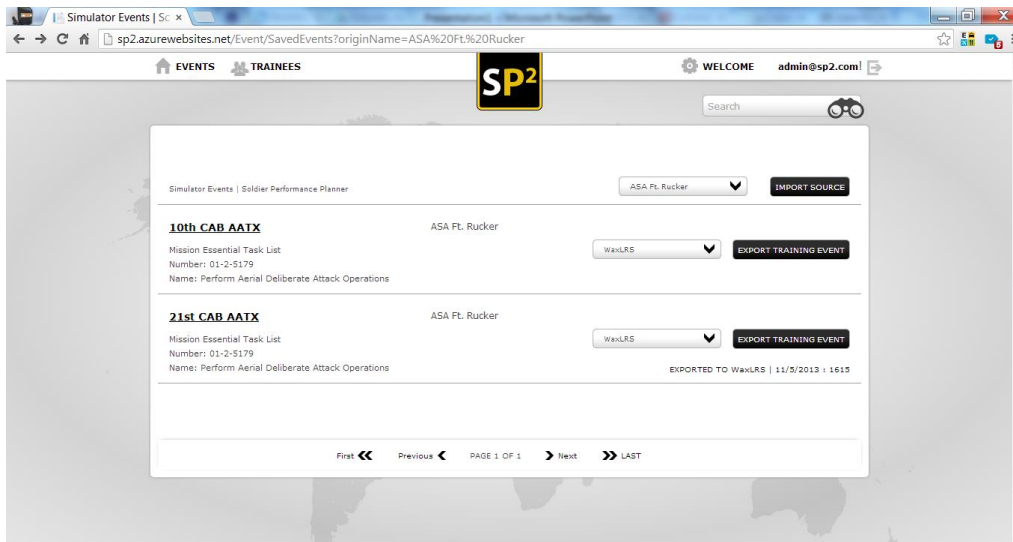 Simulator Events | Sc
sp2.azurewebsites.net/Event/SavedEvents?originName=ASA%20Ft.%20Rucker
5
EVENTS TRAINEES SP² WELCOME admin@sp2.com!
Search
Simulator Events | Soldier Performance Planner ASA Ft. Rucker IMPORT SOURCE
10th CAB AATX ASA Ft. Rucker
Mission Essential Task List WaxLRS EXPORT TRAINING EVENT
Number: 01-2-5179
Name: Perform Aerial Deliberate Attack Operations
21st CAB AATX ASA Ft. Rucker
Mission Essential Task List WaxLRS EXPORT TRAINING EVENT
Number: 01-2-5179
Name: Perform Aerial Deliberate Attack Operations EXPORTED TO WaxLRS | 11/5/2013 : 1615
First Previous PAGE 1 OF 1 Next LAST